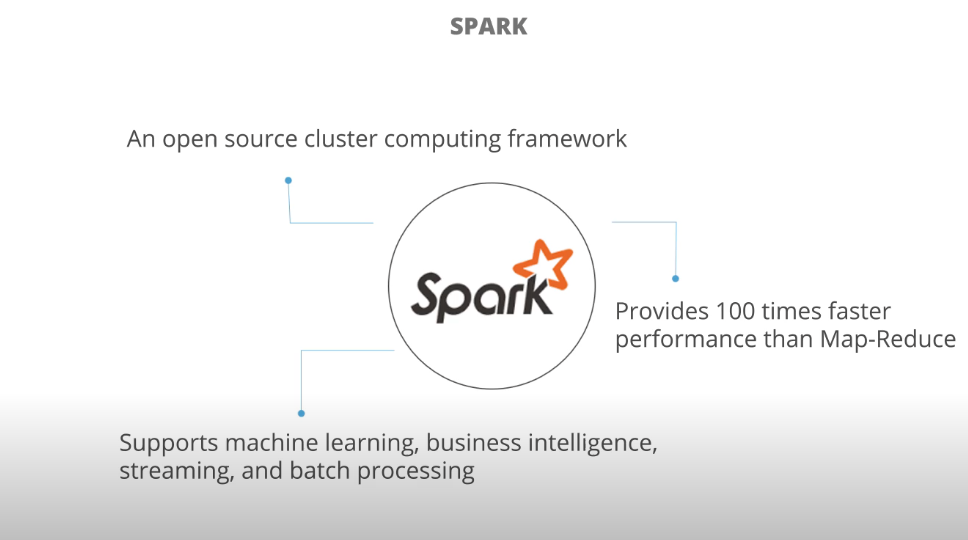 SPARK
An open source cluster computing framework
Spark
Provides 100 times faster
performance than Map-Reduce
Supports machine learning, business intelligence,
streaming, and batch processing